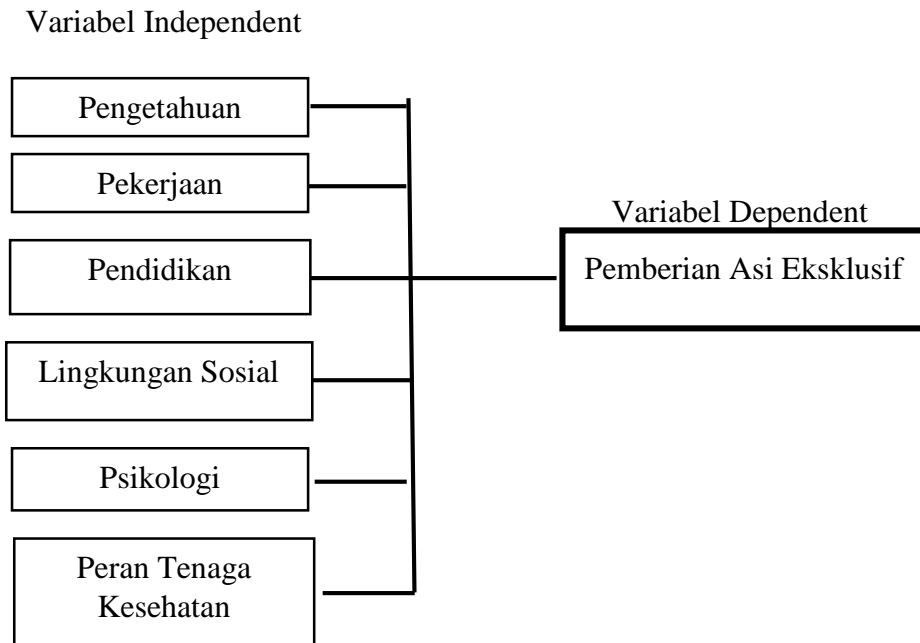 Variabel Independent
Pengetahuan
Pekerjaan
Pendidikan
Lingkungan Sosial
Psikologi
Peran Tenaga
Kesehatan
Variabel Dependent
Pemberian Asi Eksklusif